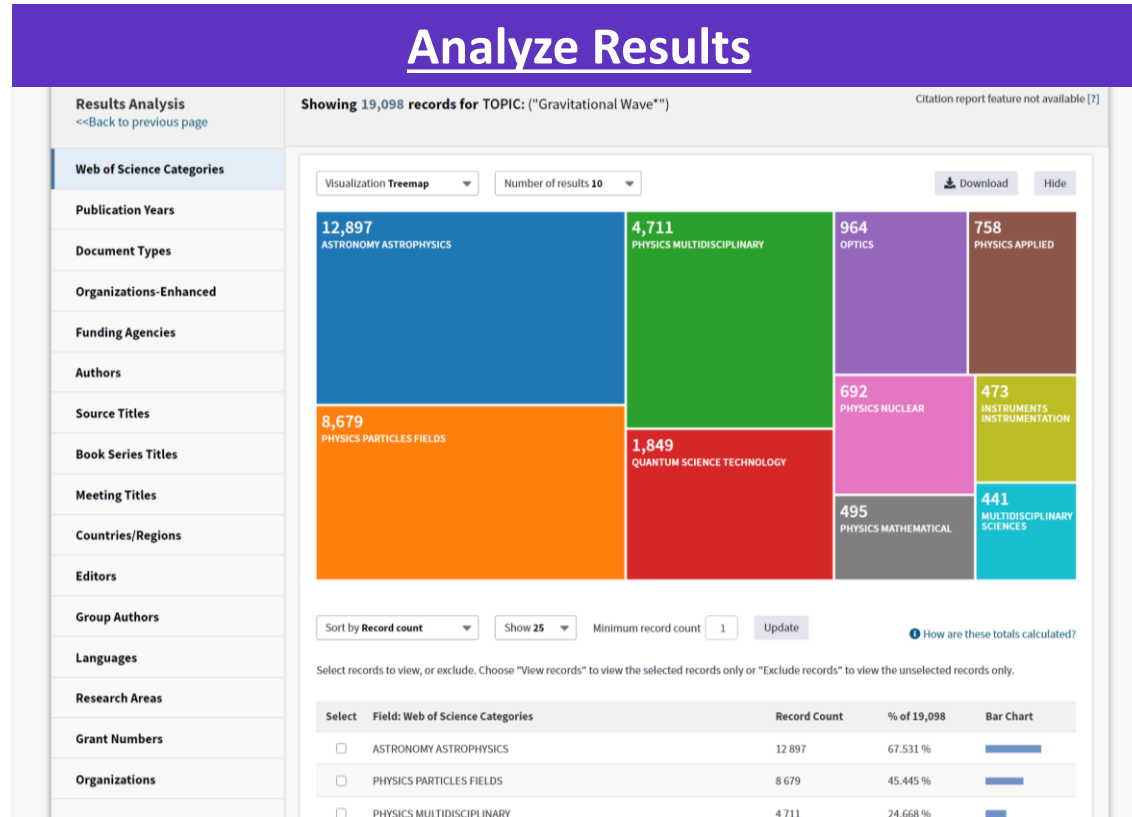 Analyze Results
Results Analysis
<<Back to previous page
Showing 19,098 records for TOPIC: ("Gravitational Wave*")
Citation report feature not available [?]
Web of Science Categories
Publication Years
Document Types
Organizations-Enhanced
Funding Agencies
Authors
Source Titles
Book Series Titles
Meeting Titles
Countries/Regions
Editors
Group Authors
Languages
Research Areas
Grant Numbers
Organizations
Visualization Treemap
Number of results 10
Download
Hide
12,897
ASTRONOMY ASTROPHYSICS
8,679
PHYSICS PARTICLES FIELDS
4,711
PHYSICS MULTIDISCIPLINARY
1,849
QUANTUM SCIENCE TECHNOLOGY
964
OPTICS
758
PHYSICS APPLIED
692
PHYSICS NUCLEAR
473
INSTRUMENTS
INSTRUMENTATION
495
PHYSICS MATHEMATICAL
441
MULTIDISCIPLINARY
SCIENCES
Sort by Record count
Show 25
Minimum record count 1
Update
How are these totals calculated?
Select records to view, or exclude. Choose "View records" to view the selected records only or "Exclude records" to view the unselected records only.
Select Field: Web of Science Categories Record Count % of 19,098 Bar Chart
ASTRONOMY ASTROPHYSICS 12 897 67.531 %
PHYSICS PARTICLES FIELDS 8 679 45.445 %
PHYSICS MULTIDISCIPLINARY 4 711 24.668 %